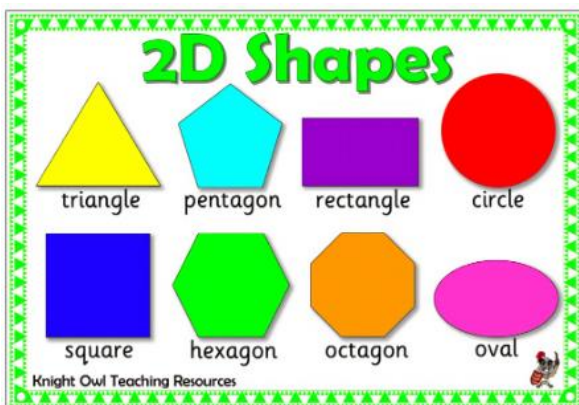 2D Shapes
triangle pentagon rectangle circle
square hexagon octagon oval
Knight Owl Teaching Resources